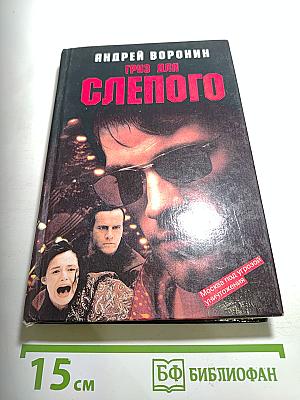 АНДРЕЙ ВОРОНИН
ГРУЗ ДЛЯ
СЛЕПОГО
Москва под угрозой
уничтожения
15 см
БФ БИБЛИОФАН